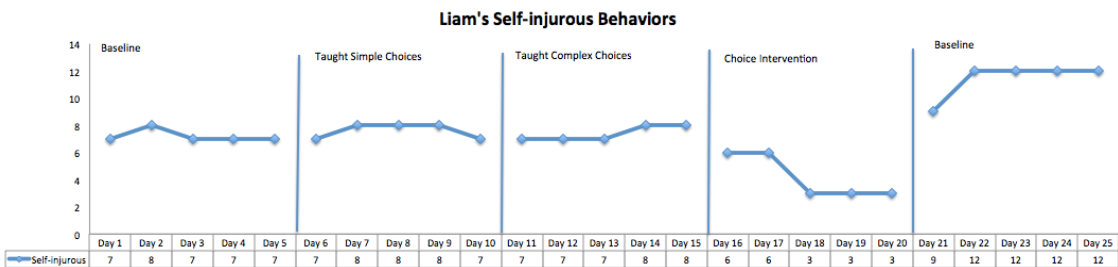 Liam's Self-injurous Behaviors
14
12
10
8
6
4
2
0
Baseline
Taught Simple Choices
Taught Complex Choices
Choice Intervention
Baseline
Day 1 Day 2 Day 3 Day 4 Day 5 Day 6 Day 7 Day 8 Day 9 Day 10 Day 11 Day 12 Day 13 Day 14 Day 15 Day 16 Day 17 Day 18 Day 19 Day 20 Day 21 Day 22 Day 23 Day 24 Day 25
Self-injurous 7 8 7 7 7 7 8 8 8 7 7 7 7 8 8 6 6 3 3 3 9 12 12 12 12